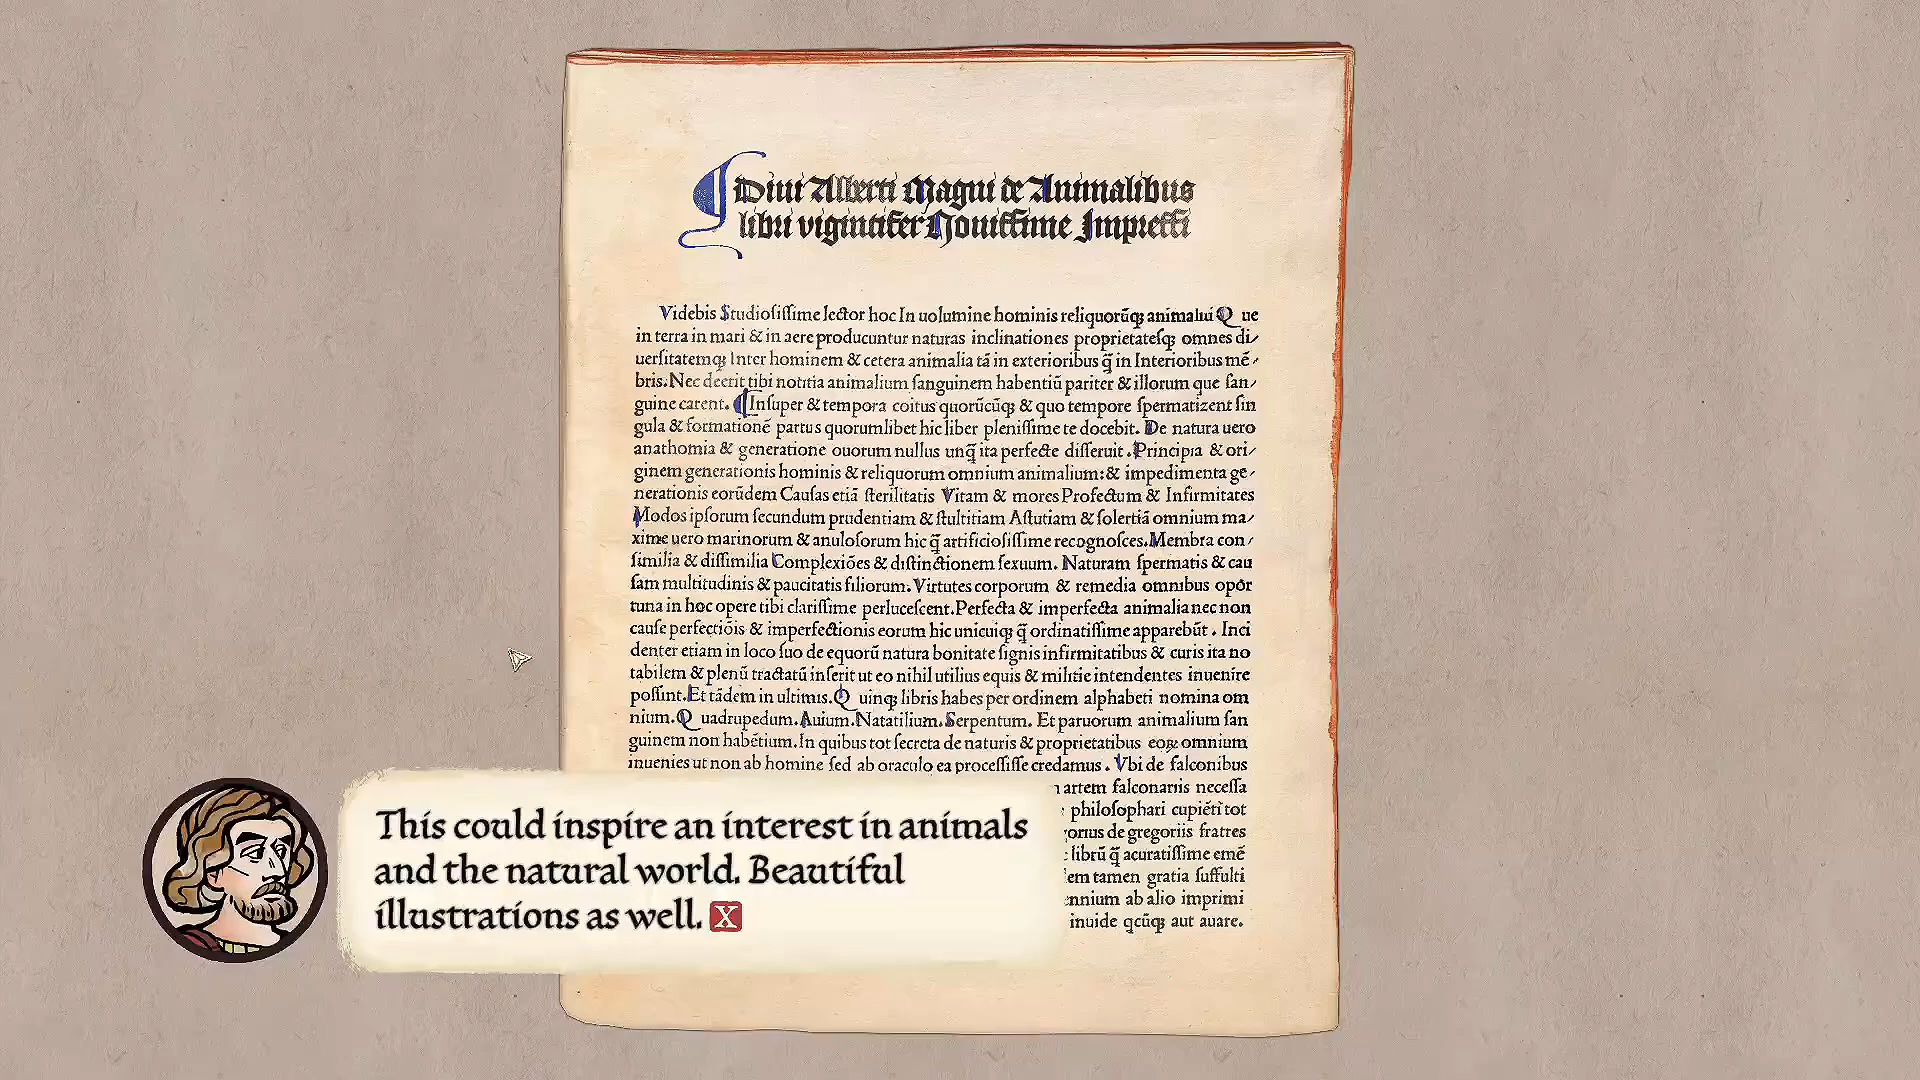 ¶Diui Alberti Magni de Animalibus
libri vigintisex Nouissime Impressi
Videbis Studiosissime lector hoc In uolumine hominis reliquorūqꝫ animaliū Q ue
in terra in mari & in aere producuntur naturas inclinationes proprietatesqꝫ omnes di⸗
uersitatemqꝫ Inter hominem & cetera animalia tā in exterioribus q̄ in Interioribus mē⸗
bris. Nec deerit tibi notitia animalium sanguinem habentiū pariter & illorum que san⸗
guine carent. ¶ Insuper & tempora coitus quorūcūqꝫ & quo tempore spermatizent sin
gula & formationē partus quorumlibet hic liber plenissime te docebit. De natura uero
anathomia & generatione ouorum nullus unq̄ ita perfecte disseruit. Principia & ori⸗
ginem generationis hominis & reliquorum omnium animalium: & impedimenta ge⸗
nerationis eorūdem Causas etiā sterilitatis Vitam & mores Profectum & Infirmitates
Modos ipsorum secundum prudentiam & stultitiam Astutiam & solertiā omnium ma⸗
xime uero marinorum & anulosorum hic q̄ artificiosissime recognosces. Membra con⸗
similia & dissimilia Complexiōes & distinctionem sexuum. Naturam spermatis & cau
sam multitudinis & paucitatis filiorum. Virtutes corporum & remedia omnibus opor
tuna in hoc opere tibi clarissime perlucescent. Perfecta & imperfecta animalia nec non
cause perfectiōis & imperfectionis eorum hic unicuiqꝫ q̄ ordinatissime apparebūt. Inci
denter etiam in loco suo de equorū natura bonitate signis infirmitatibus & curis ita no
tabilem & plenū tractatū inserit ut eo nihil utilius equis & militie intendentes inuenire
possint. Et tādem in ultimis. Q uinqꝫ libris habes per ordinem alphabeti nomina om
nium. Q uadrupedum. Auium. Natatilium. Serpentum. Et paruorum animalium san
guinem non habētium. In quibus tot secreta de naturis & proprietatibus eoꝝ omnium
inuenies ut non ab homine sed ab oraculo ea processisse credamus. Vbi de falconibus
artem falconariis necessa
philosophari cupiēti tot
orius de gregoriis fratres
librū q̄ acuratissime emē
em tamen gratia suffulti
ennium ab alio imprimi
inuide qcūqꝫ aut auare.
This could inspire an interest in animals
and the natural world. Beautiful
illustrations as well. X